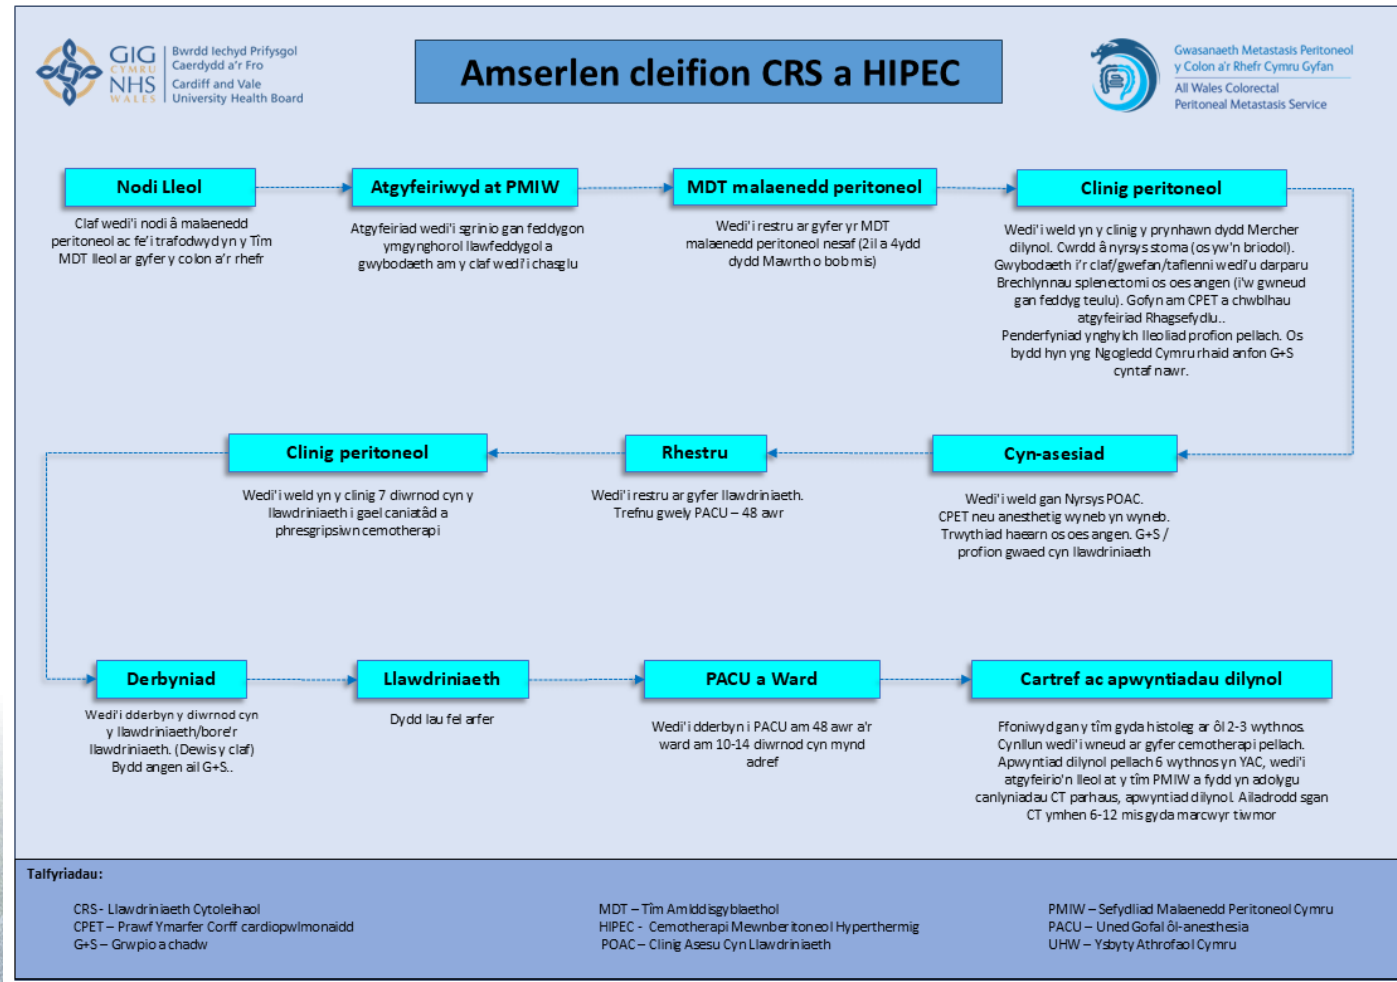 GIG
CYMRU
NHS
WALES
Bwrdd Iechyd Prifysgol
Caerdydd a'r Fro
Cardiff and Vale
University Health Board
Amserlen cleifion CRS a HIPEC
Gwasanaeth Metastasis Peritoneol
y Colon a'r Rhefr Cymru Gyfan
All Wales Colorectal
Peritoneal Metastasis Service
Nodi Lleol
Claf wedi'i nodi â malaenedd
peritoneol ac fe'i trafodwyd yn y Tîm
MDT lleol ar gyfer y colon a'r rhefr
Atgyfeiriwyd at PMIW
Atgyfeiriad wedi'i sgrinio gan feddygon
ymgynghorol llawfeddygol a
gwybodaeth am y claf wedi'i chasglu
MDT malaenedd peritoneol
Wedi'i restru ar gyfer yr MDT
malaenedd peritoneol nesaf (2il a 4ydd
dydd Mawrth o bob mis)
Clinig peritoneol
Wedi'i weld yn y clinig y prynhawn dydd Mercher
dilynol. Cwrdd â nyrsys stoma (os yw'n briodol).
Gwybodaeth i'r claf/gwefan/taflenni wedi'u darparu
Brechlynnau splenectomi os oes angen (i'w gwneud
gan feddyg teulu). Gofyn am CPET a chwblhau
atgyfeiriad Rhagsefydlu..
Penderfyniad ynghylch lleoliad profion pellach. Os
bydd hyn yng Ngogledd Cymru rhaid anfon G+S
cyntaf nawr.
Cyn-asesiad
Wedi'i weld gan Nyrsys POAC.
CPET neu anesthetig wyneb yn wyneb.
Trwythiad haearn os oes angen. G+S /
profion gwaed cyn llawdriniaeth
Rhestru
Wedi'i restru ar gyfer llawdriniaeth.
Trefnu gwely PACU – 48 awr
Clinig peritoneol
Wedi'i weld yn y clinig 7 diwrnod cyn y
llawdriniaeth i gael caniatâd a
phresgripsiwn cemotherapi
Derbyniad
Wedi'i dderbyn y diwrnod cyn
y llawdriniaeth/bore'r
llawdriniaeth. (Dewis y claf)
Bydd angen ail G+S..
Llawdriniaeth
Dydd Iau fel arfer
PACU a Ward
Wedi'i dderbyn i PACU am 48 awr a'r
ward am 10-14 diwrnod cyn mynd
adref
Cartref ac apwyntiadau dilynol
Ffoniwyd gan y tîm gyda histoleg ar ôl 2-3 wythnos.
Cynllun wedi'i wneud ar gyfer cemotherapi pellach.
Apwyntiad dilynol pellach 6 wythnos yn YAC, wedi'i
atgyfeirio'n lleol at y tîm PMIW a fydd yn adolygu
canlyniadau CT parhaus, apwyntiad dilynol. Ailadrodd sgan
CT ymhen 6-12 mis gyda marcwyr tiwmor
Talfyriadau:
CRS - Llawdriniaeth Cytoleihaol
CPET – Prawf Ymarfer Corff cardiopwlmonaidd
G+S – Grwpio a chadw
MDT – Tîm Amlddisgyblaethol
HIPEC - Cemotherapi Mewnberitoneol Hyperthermig
POAC – Clinig Asesu Cyn Llawdriniaeth
PMIW – Sefydliad Malaenedd Peritoneol Cymru
PACU – Uned Gofal ôl-anesthesia
UHW – Ysbyty Athrofaol Cymru